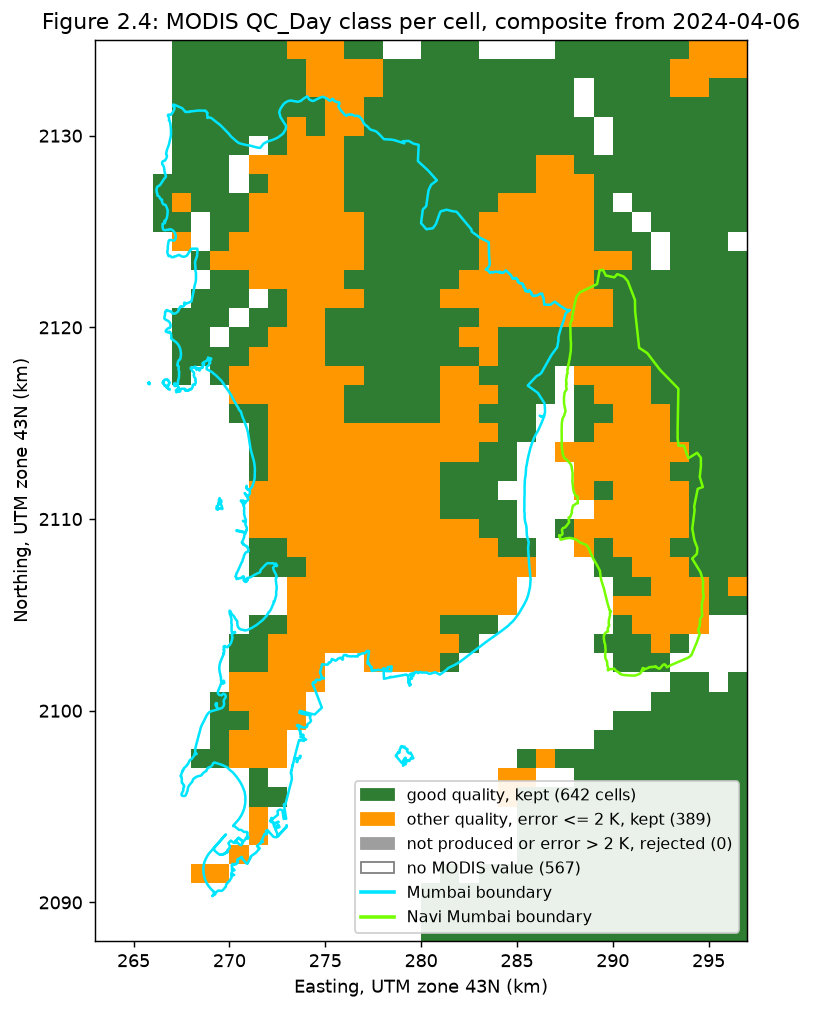 Figure 2.4: MODIS QC_Day class per cell, composite from 2024-04-06
Northing, UTM zone 43N (km)
2130
2120
2110
2100
2090
good quality, kept (642 cells)
other quality, error <= 2 K, kept (389)
not produced or error > 2 K, rejected (0)
no MODIS value (567)
Mumbai boundary
Navi Mumbai boundary
265 270 275 280 285 290 295
Easting, UTM zone 43N (km)